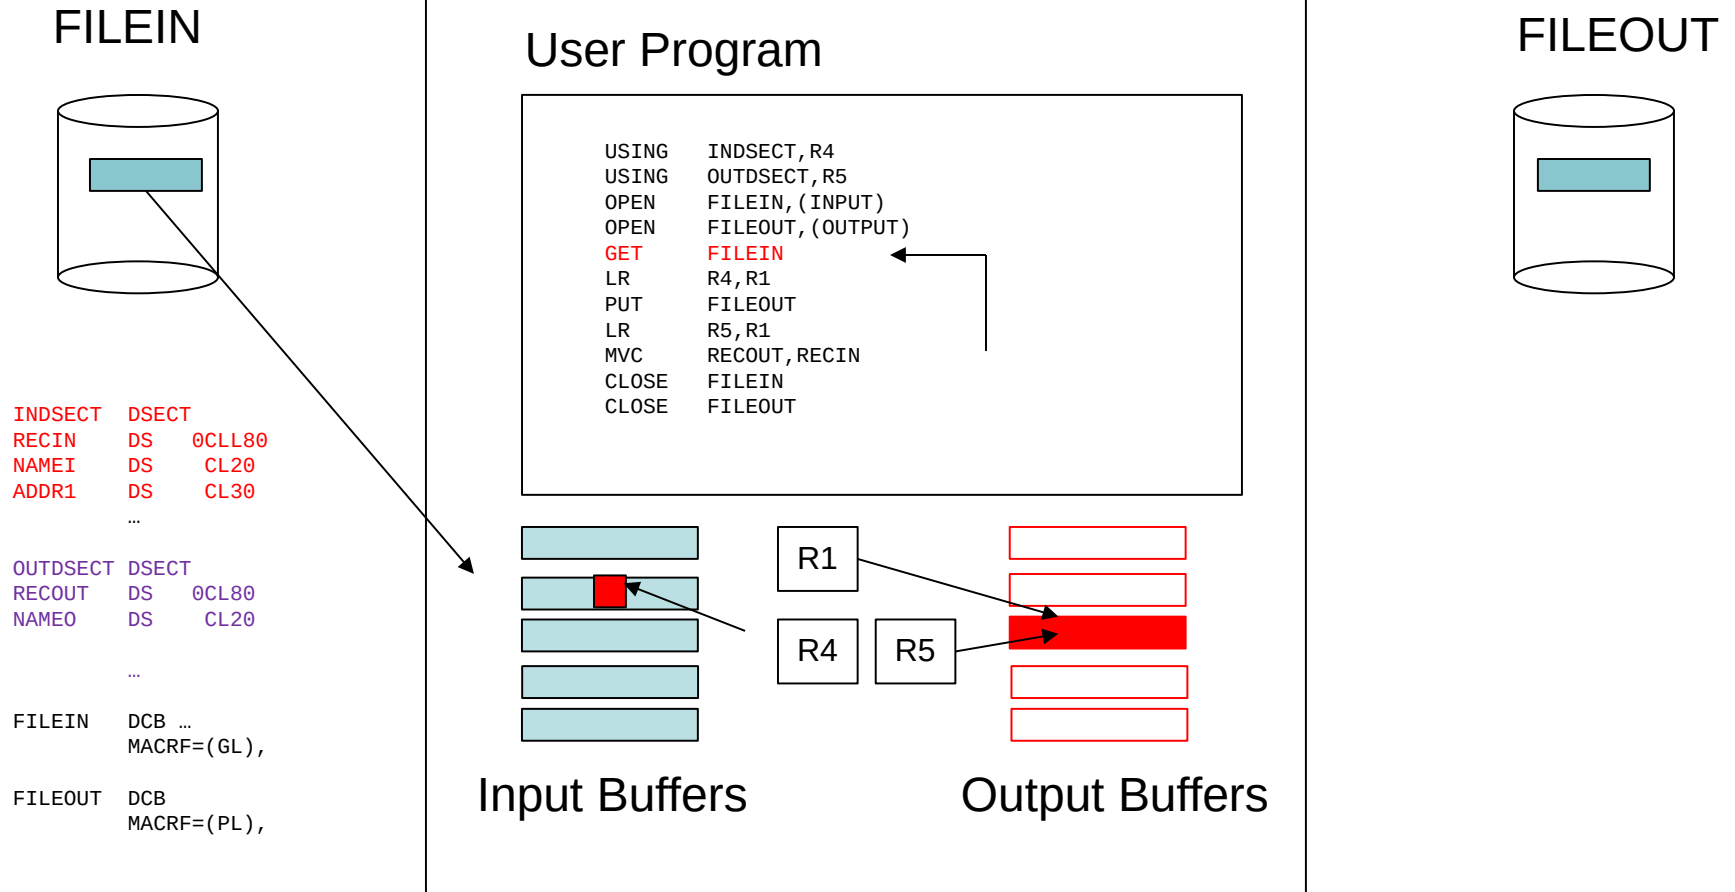 FILEIN
User Program
FILEOUT
USING INDSECT,R4
USING OUTDSECT,R5
OPEN FILEIN,(INPUT)
OPEN FILEOUT,(OUTPUT)
GET FILEIN
LR R4,R1
PUT FILEOUT
LR R5,R1
MVC RECOUT,RECIN
CLOSE FILEIN
CLOSE FILEOUT
INDSECT DSECT
RECIN DS 0CLL80
NAMEI DS CL20
ADDR1 DS CL30
…
OUTDSECT DSECT
RECOUT DS 0CL80
NAMEO DS CL20
…
FILEIN DCB …
MACRF=(GL),
FILEOUT DCB
MACRF=(PL),
R1
R4
R5
Input Buffers
Output Buffers